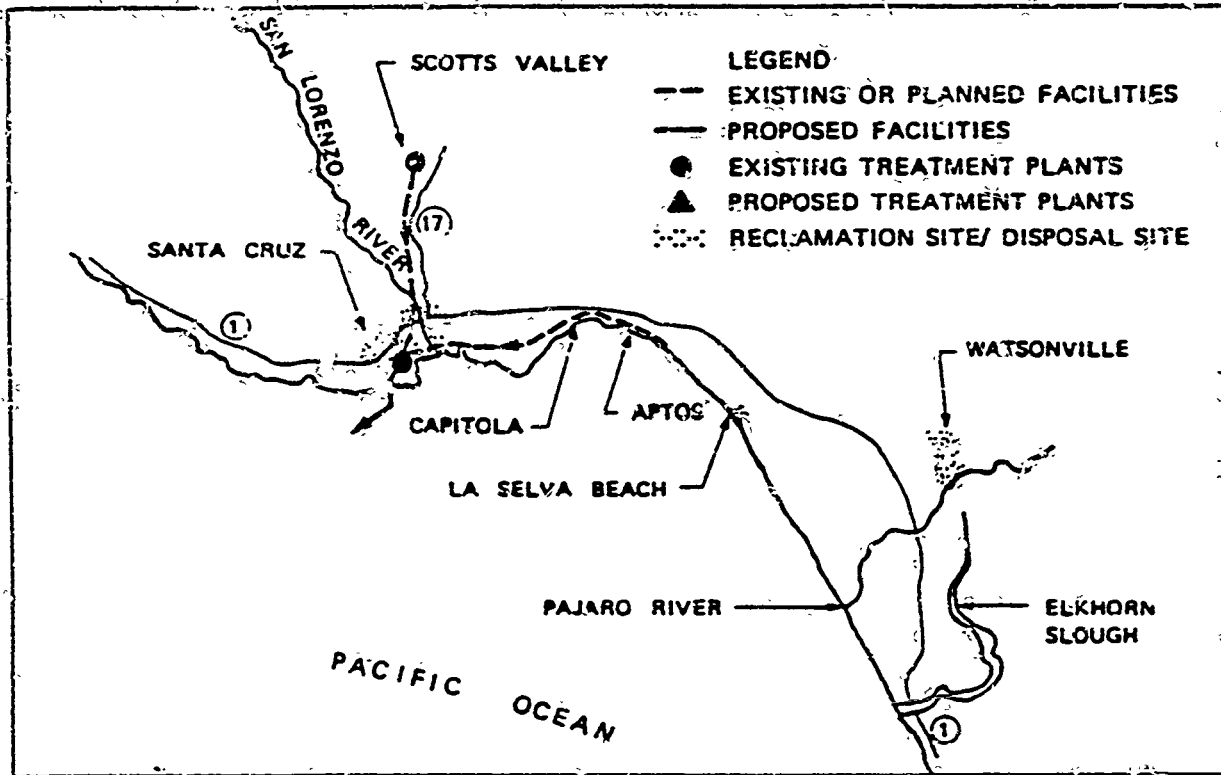 SAN LORENZO RIVER
SCOTTS VALLEY
LEGEND
EXISTING OR PLANNED FACILITIES
PROPOSED FACILITIES
EXISTING TREATMENT PLANTS
PROPOSED TREATMENT PLANTS
RECLAMATION SITE/ DISPOSAL SITE
17
SANTA CRUZ
1
WATSONVILLE
CAPITOLA
APTOS
LA SELVA BEACH
PAJARO RIVER
ELKHORN
SLOUGH
PACIFIC OCEAN
1